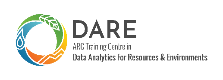 DARE
ARC Training Centre in
Data Analytics For Resources & Environments